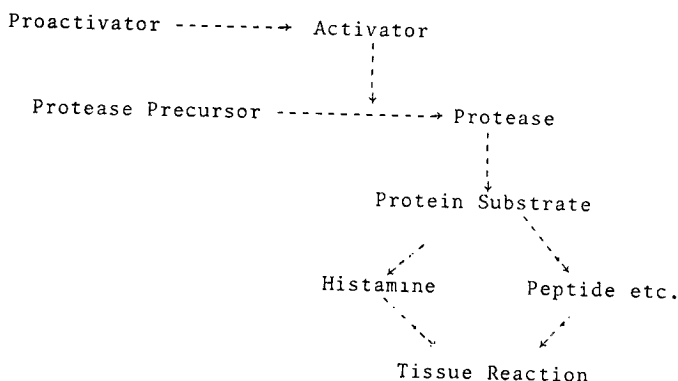 Proactivator Activator
Protease Precursor Protease
Protein Substrate
Histamine Peptide etc.
Tissue Reaction